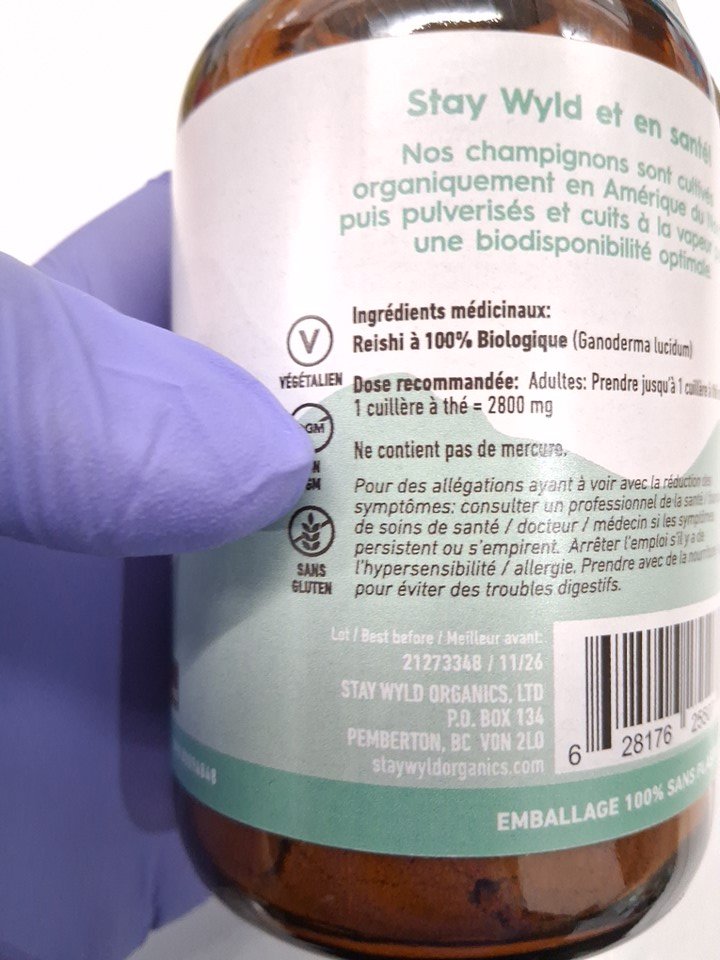 Stay Wyld et en santé!
Nos champignons sont cultivés
organiquement en Amérique du
puis pulverisés et cuits à la vapeur
une biodisponibilité optimale.
Ingrédients médicinaux:
Reishi à 100% Biologique (Ganoderma lucidum)
VÉGÉTALIEN
Dose recommandée: Adultes: Prendre jusqu'à 1 cuillère à
1 cuillère à thé = 2800 mg
Ne contient pas de mercure.
Pour des allégations ayant à voir avec la réduction des
symptômes: consulter un professionnel de la santé /
de soins de santé / docteur / médecin si les symptômes
persistent ou s'empirent. Arrêter l'emploi s'il y a de
l'hypersensibilité / allergie. Prendre avec de la
pour éviter des troubles digestifs.
SANS
GLUTEN
Lot / Best before / Meilleur avant:
21273348 / 11/26
STAY WYLD ORGANICS, LTD
P.O. BOX 134
PEMBERTON, BC V0N 2L0
staywyldorganics.com
6 28176
EMBALLAGE 100% SANS